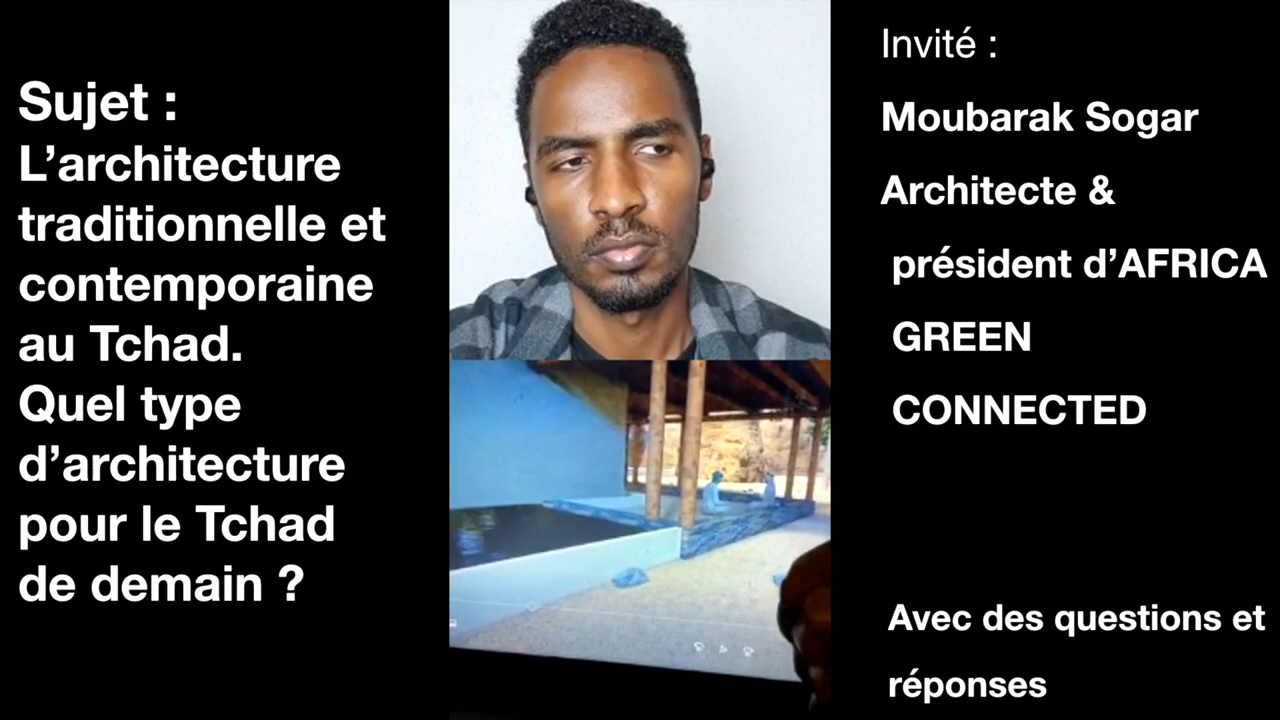 Sujet :
L’architecture
traditionnelle et
contemporaine
au Tchad.
Quel type
d’architecture
pour le Tchad
de demain ?
Invité :
Moubarak Sogar
Architecte &
président d’AFRICA
GREEN
CONNECTED
Avec des questions et
réponses